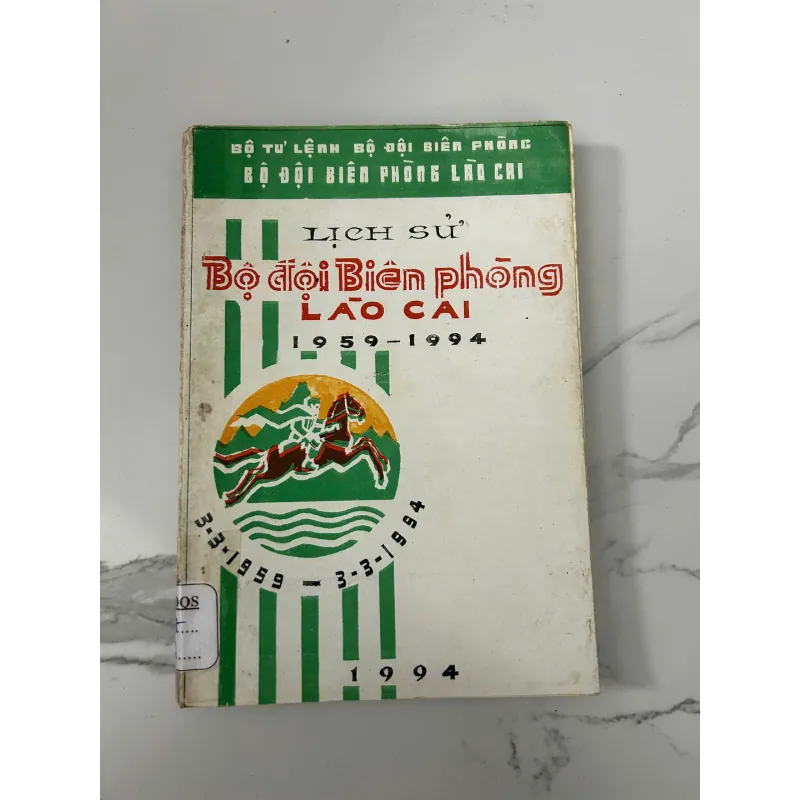 BỘ TƯ LỆNH BỘ ĐỘI BIÊN PHÒNG
BỘ ĐỘI BIÊN PHÒNG LÀO CAI
LỊCH SỬ
Bộ đội Biên phòng
LÀO CAI
1959-1994
3-3-1959 - 3-3-1994
QS
1994